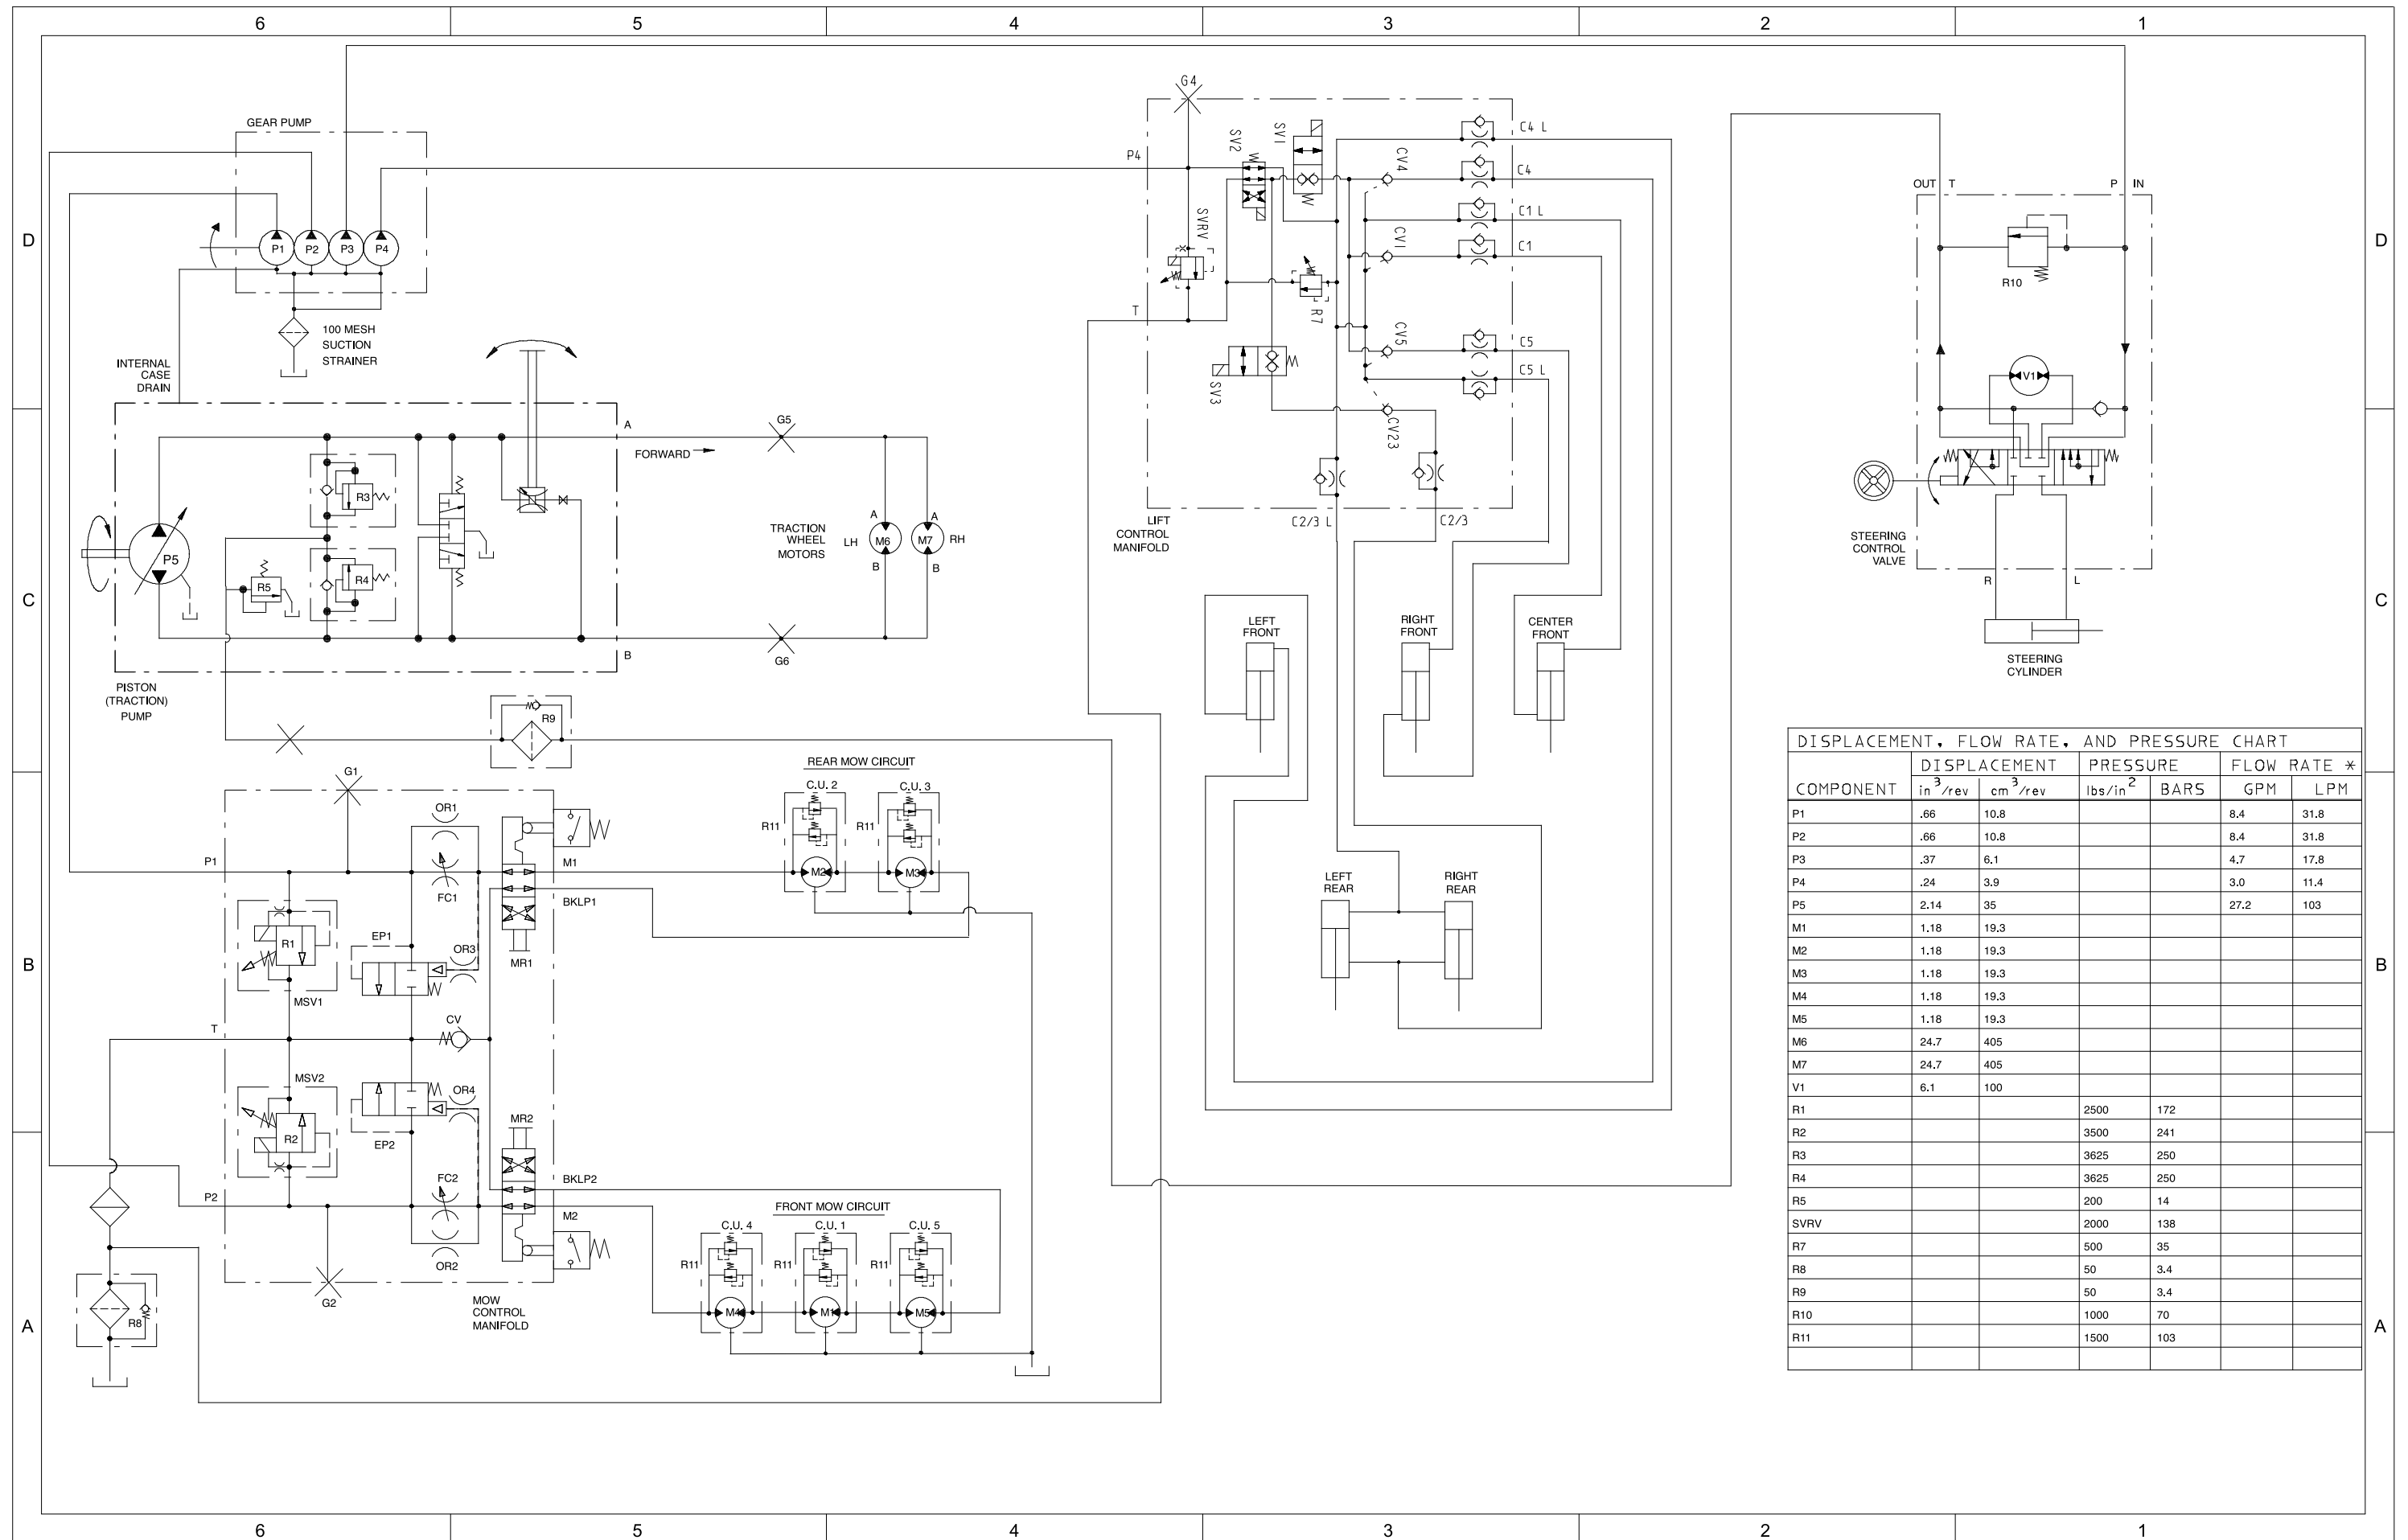 6 5 4 3 2 1
D
C
B
A
GEAR PUMP
P1 P2 P3 P4
100 MESH
SUCTION
STRAINER
INTERNAL
CASE
DRAIN
A
FORWARD
G5
R3
R4
R5
P5
TRACTION
WHEEL
MOTORS
LH
A
M6
B
A
M7
B
RH
B
G6
PISTON
(TRACTION)
PUMP
R9
G4
P4
SV2
SV1
SVRV
T
R7
SV3
CV4
CV1
CV5
CV23
C4 L
C4
C1 L
C1
C5
C5 L
C2/3 L
C2/3
LIFT
CONTROL
MANIFOLD
OUT T
P IN
R10
V1
STEERING
CONTROL
VALVE
R
L
STEERING
CYLINDER
LEFT
FRONT
RIGHT
FRONT
CENTER
FRONT
LEFT
REAR
RIGHT
REAR
G1
OR1
P1
FC1
M1
BKLP1
R1
MSV1
EP1
OR3
MR1
T
CV
MSV2
R2
EP2
OR4
MR2
P2
FC2
BKLP2
M2
OR2
G2
MOW
CONTROL
MANIFOLD
R8
REAR MOW CIRCUIT
C.U. 2
R11
M2
C.U. 3
R11
M3
FRONT MOW CIRCUIT
C.U. 4
R11
M4
C.U. 1
R11
M1
C.U. 5
R11
M5
DISPLACEMENT, FLOW RATE, AND PRESSURE CHART
DISPLACEMENT PRESSURE FLOW RATE *
COMPONENT in³/rev cm³/rev lbs/in² BARS GPM LPM
P1 .66 10.8 8.4 31.8
P2 .66 10.8 8.4 31.8
P3 .37 6.1 4.7 17.8
P4 .24 3.9 3.0 11.4
P5 2.14 35 27.2 103
M1 1.18 19.3
M2 1.18 19.3
M3 1.18 19.3
M4 1.18 19.3
M5 1.18 19.3
M6 24.7 405
M7 24.7 405
V1 6.1 100
R1 2500 172
R2 3500 241
R3 3625 250
R4 3625 250
R5 200 14
SVRV 2000 138
R7 500 35
R8 50 3.4
R9 50 3.4
R10 1000 70
R11 1500 103
D
C
B
A
6 5 4 3 2 1